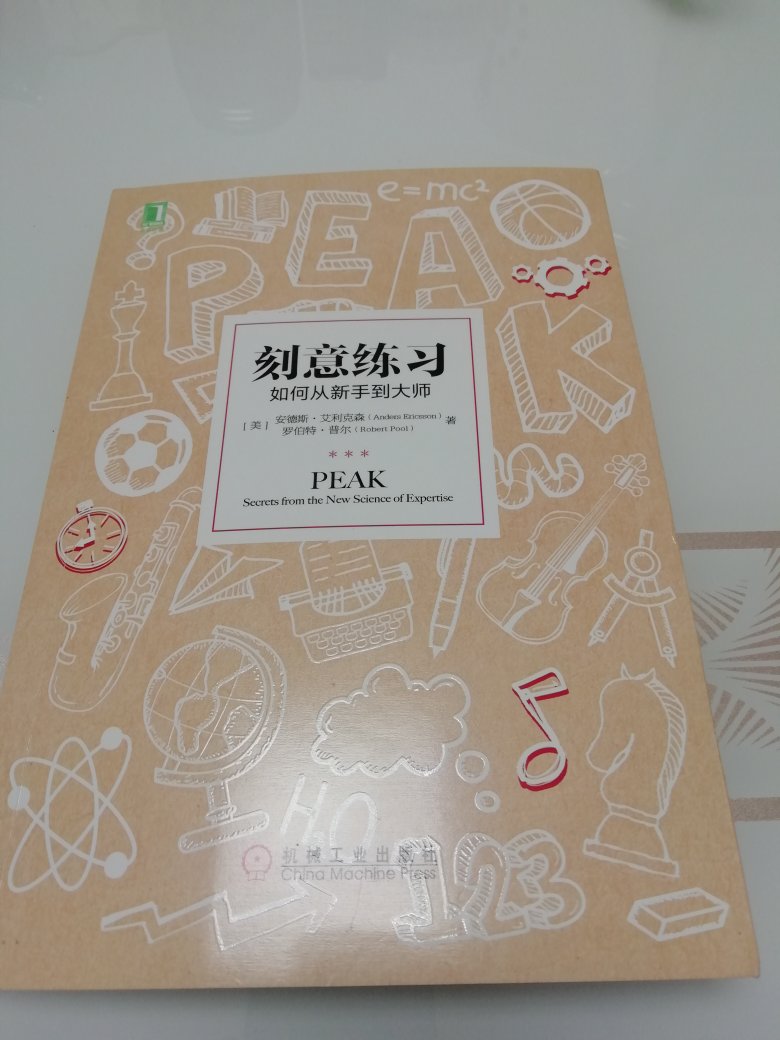 e=mc²
PEAK
刻意练习
如何从新手到大师
[美] 安德斯·艾利克森（Anders Ericsson）
罗伯特·普尔（Robert Pool） 著
***
PEAK
Secrets from the New Science of Expertise
H₂O
机械工业出版社
China Machine Press
123